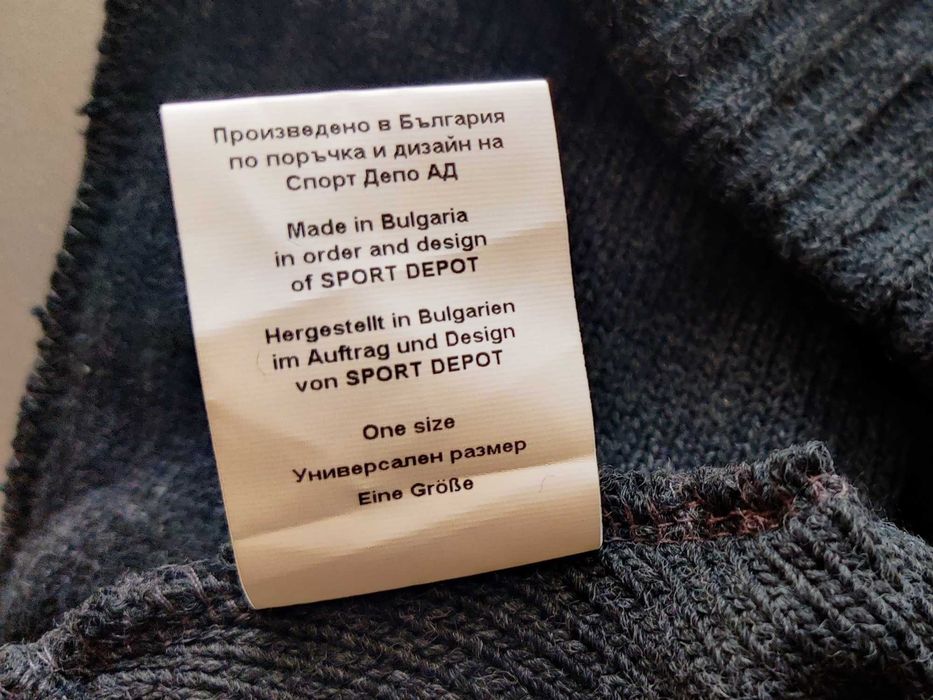 Произведено в България
по поръчка и дизайн на
Спорт Депо АД
Made in Bulgaria
in order and design
of SPORT DEPOT
Hergestellt in Bulgarien
im Auftrag und Design
von SPORT DEPOT
One size
Универсален размер
Eine Größe